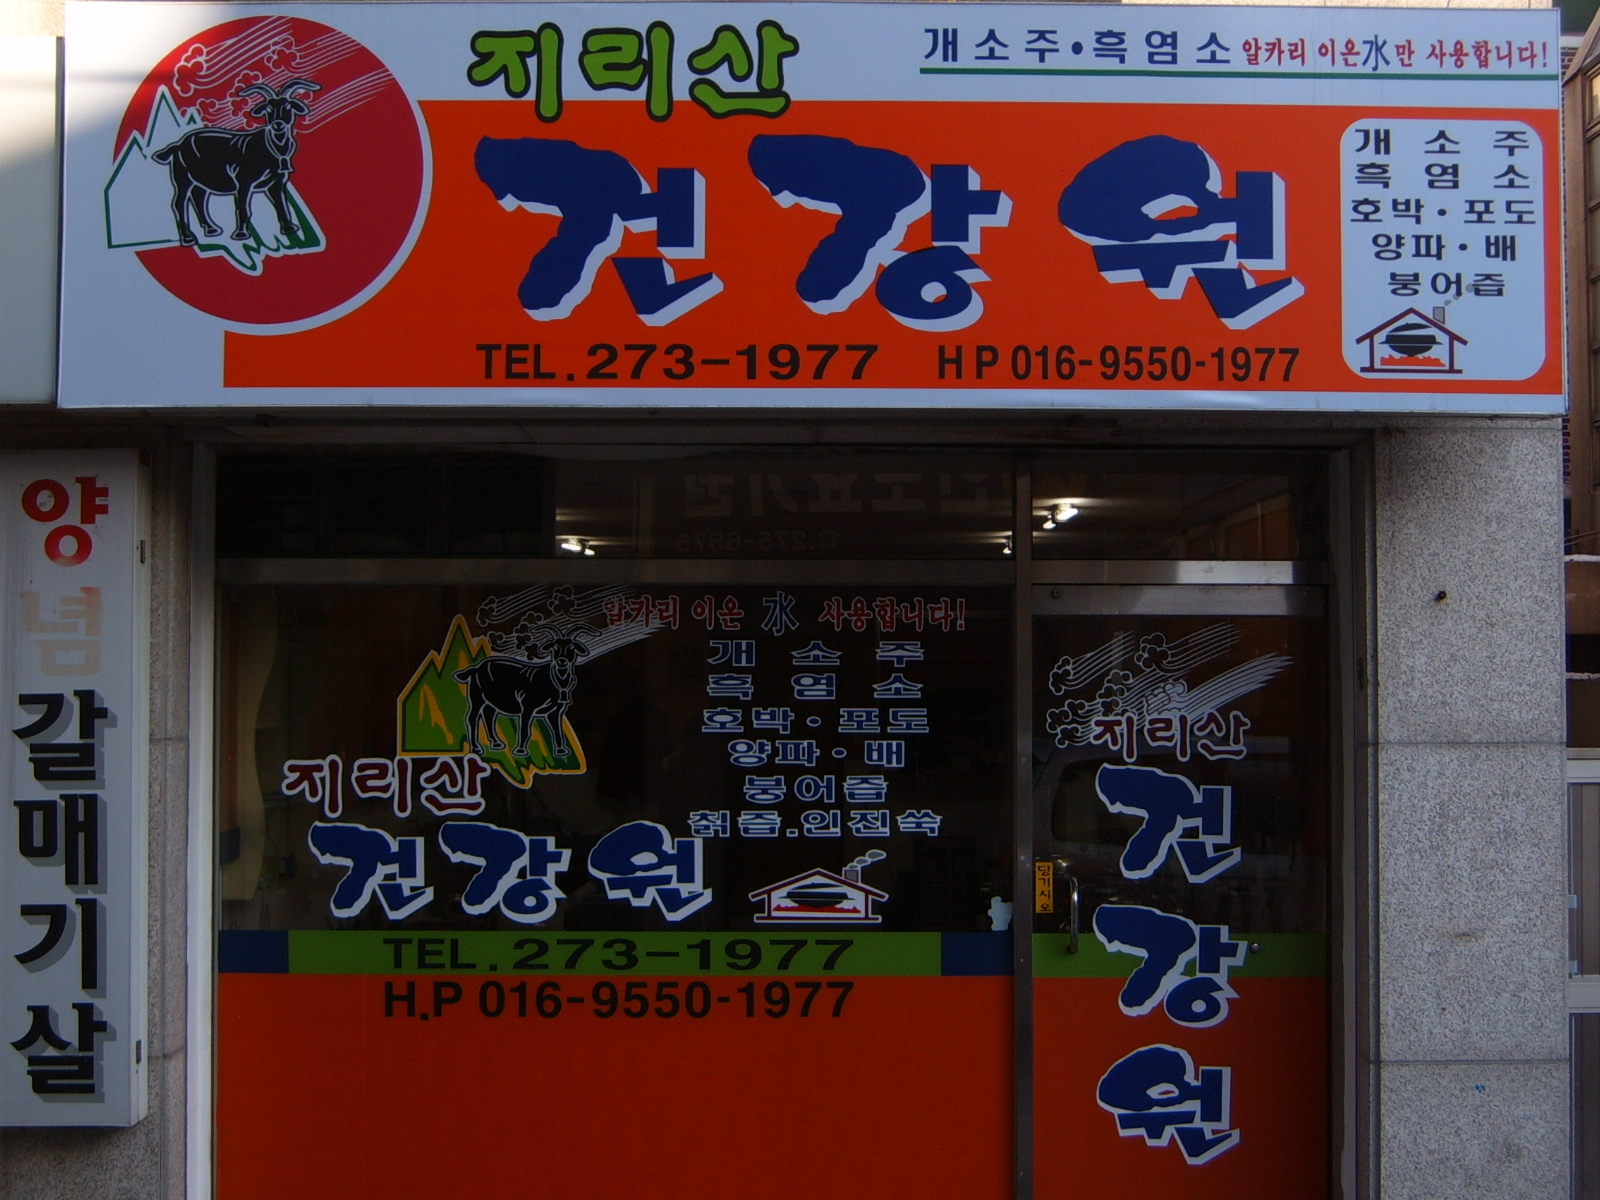 지리산
개소주·흑염소 알카리 이온水만 사용합니다!
건강원
TEL. 273-1977 HP 016-9550-1977
개소주
흑염소
호박·포도
양파·배
붕어즙
양념갈매기살
알카리 이온 水 사용합니다!
개소주
흑염소
호박·포도
양파·배
붕어즙
칡즙.인진쑥
지리산
건강원
TEL. 273-1977
H.P 016-9550-1977
지리산
건강원
당기시오